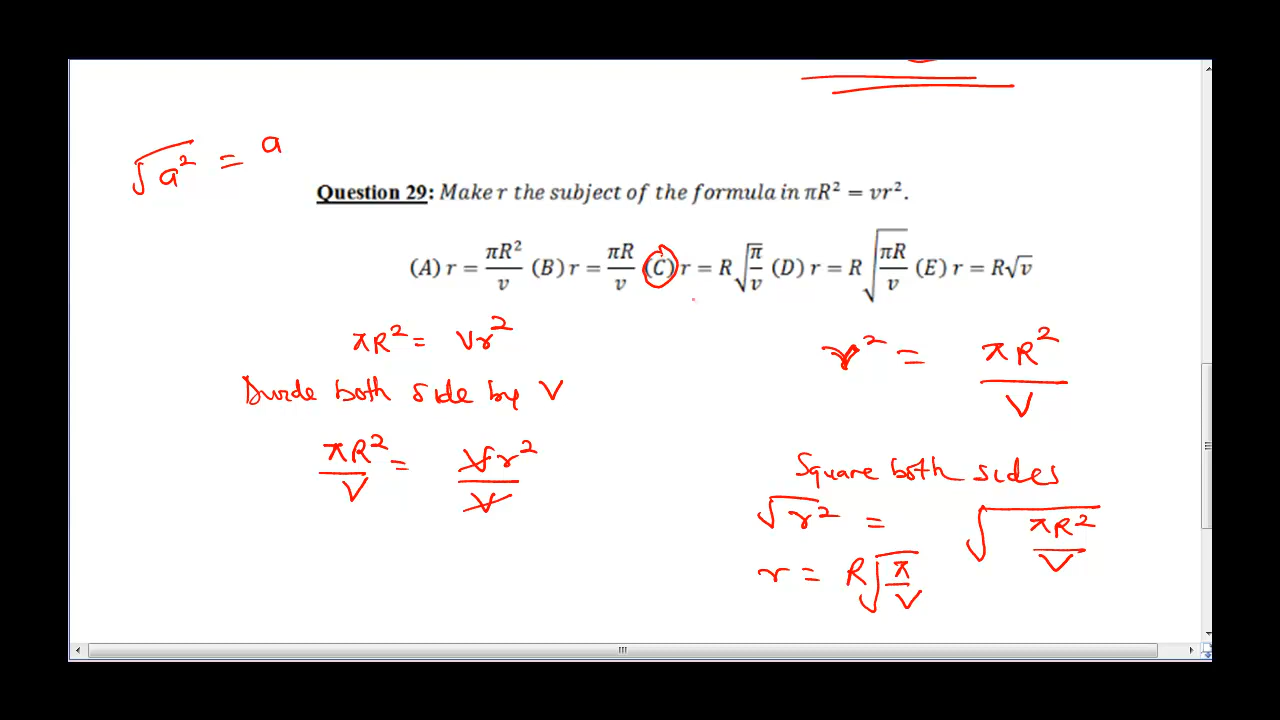 √a² = a
Question 29: Make r the subject of the formula in πR² = vr².
(A) r = πR²/v (B) r = πR/v (C) r = R√(π/v) (D) r = R√(πR/v) (E) r = R√v
πR² = Vr²
Divide both side by V
πR²/V = Vr²/V
r² = πR²/V
Square both sides
√r² = √(πR²/V)
r = R√(π/V)